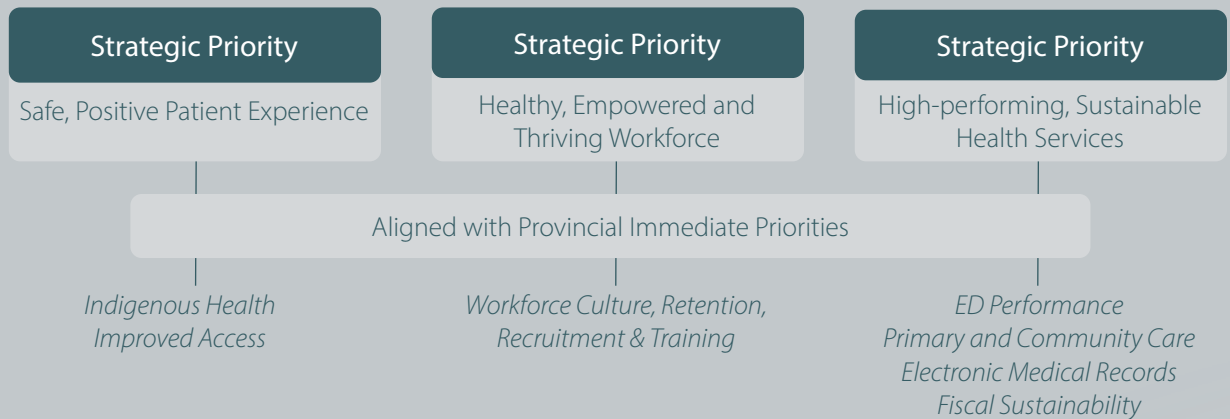 Strategic Priority
Safe, Positive Patient Experience
Strategic Priority
Healthy, Empowered and
Thriving Workforce
Strategic Priority
High-performing, Sustainable
Health Services
Aligned with Provincial Immediate Priorities
Indigenous Health
Improved Access
Workforce Culture, Retention,
Recruitment & Training
ED Performance
Primary and Community Care
Electronic Medical Records
Fiscal Sustainability